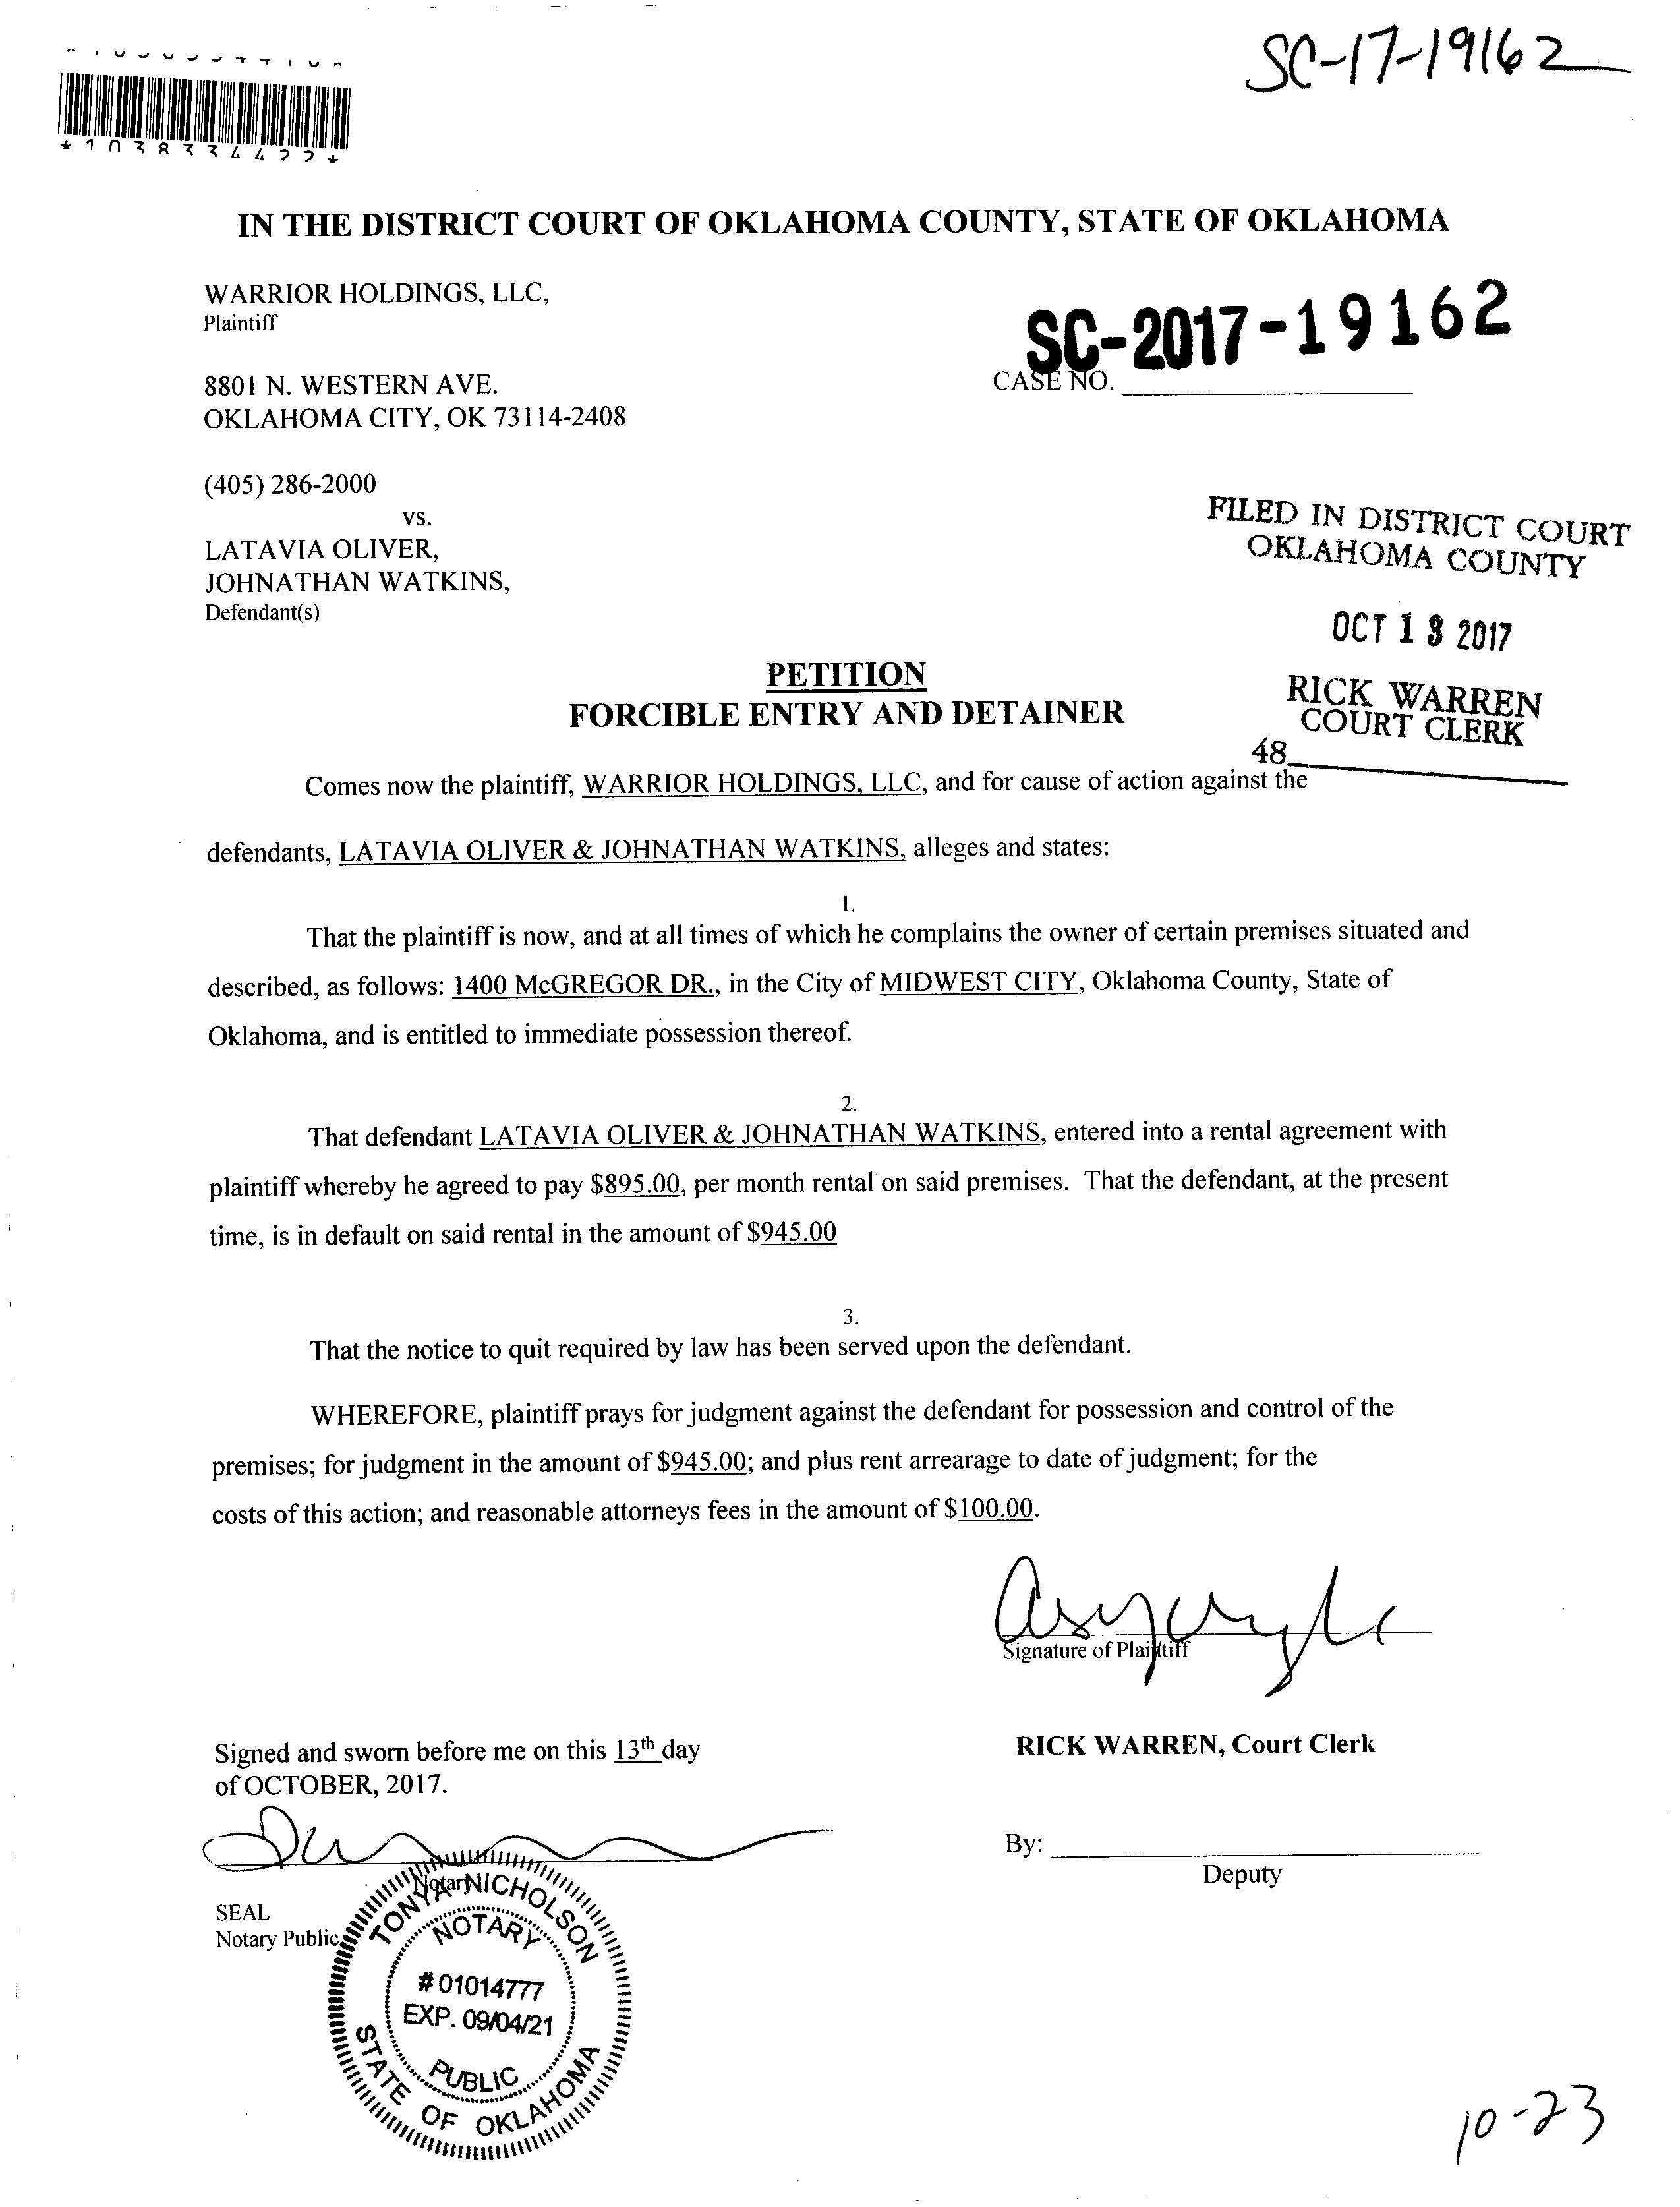 SC-17-19162
*1038334422*
IN THE DISTRICT COURT OF OKLAHOMA COUNTY, STATE OF OKLAHOMA
WARRIOR HOLDINGS, LLC,
Plaintiff
SC-2017-19162
8801 N. WESTERN AVE.
CASE NO.
OKLAHOMA CITY, OK 73114-2408
(405) 286-2000
vs.
LATAVIA OLIVER,
JOHNATHAN WATKINS,
Defendant(s)
FILED IN DISTRICT COURT
OKLAHOMA COUNTY
OCT 13 2017
RICK WARREN
COURT CLERK
48
PETITION
FORCIBLE ENTRY AND DETAINER
Comes now the plaintiff, WARRIOR HOLDINGS, LLC, and for cause of action against the
defendants, LATAVIA OLIVER & JOHNATHAN WATKINS, alleges and states:
1.
That the plaintiff is now, and at all times of which he complains the owner of certain premises situated and
described, as follows: 1400 McGREGOR DR., in the City of MIDWEST CITY, Oklahoma County, State of
Oklahoma, and is entitled to immediate possession thereof.
2.
That defendant LATAVIA OLIVER & JOHNATHAN WATKINS, entered into a rental agreement with
plaintiff whereby he agreed to pay $895.00, per month rental on said premises. That the defendant, at the present
time, is in default on said rental in the amount of $945.00
3.
That the notice to quit required by law has been served upon the defendant.
WHEREFORE, plaintiff prays for judgment against the defendant for possession and control of the
premises; for judgment in the amount of $945.00; and plus rent arrearage to date of judgment; for the
costs of this action; and reasonable attorneys fees in the amount of $100.00.
Signature of Plaintiff
Signed and sworn before me on this 13th day
of OCTOBER, 2017.
RICK WARREN, Court Clerk
By:
Deputy
Notary
SEAL
Notary Public
TONYA NICHOLSON
NOTARY
# 01014777
EXP. 09/04/21
PUBLIC
STATE OF OKLAHOMA
10-23